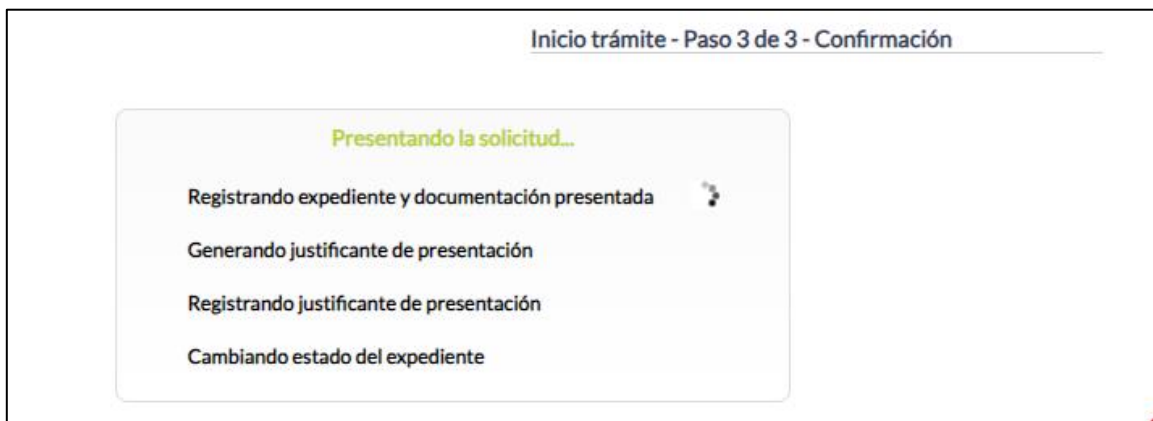 Inicio trámite - Paso 3 de 3 - Confirmación
Presentando la solicitud...
Registrando expediente y documentación presentada
Generando justificante de presentación
Registrando justificante de presentación
Cambiando estado del expediente